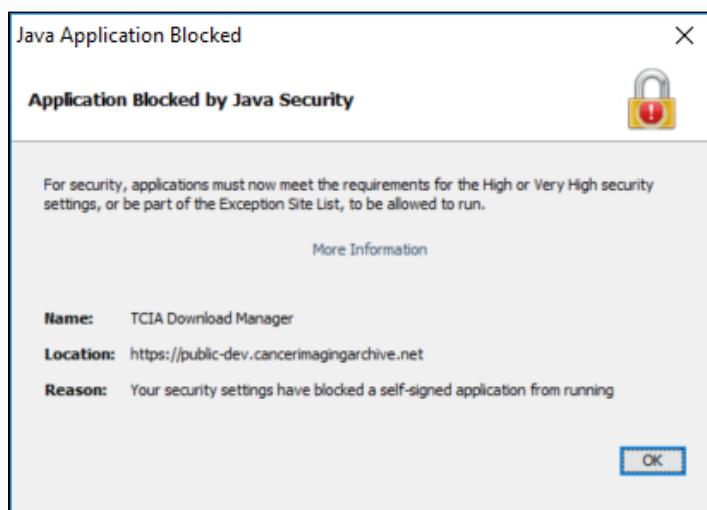 Java Application Blocked
Application Blocked by Java Security
For security, applications must now meet the requirements for the High or Very High security
settings, or be part of the Exception Site List, to be allowed to run.
More Information
Name: TCIA Download Manager
Location: https://public-dev.cancerimagingarchive.net
Reason: Your security settings have blocked a self-signed application from running
OK